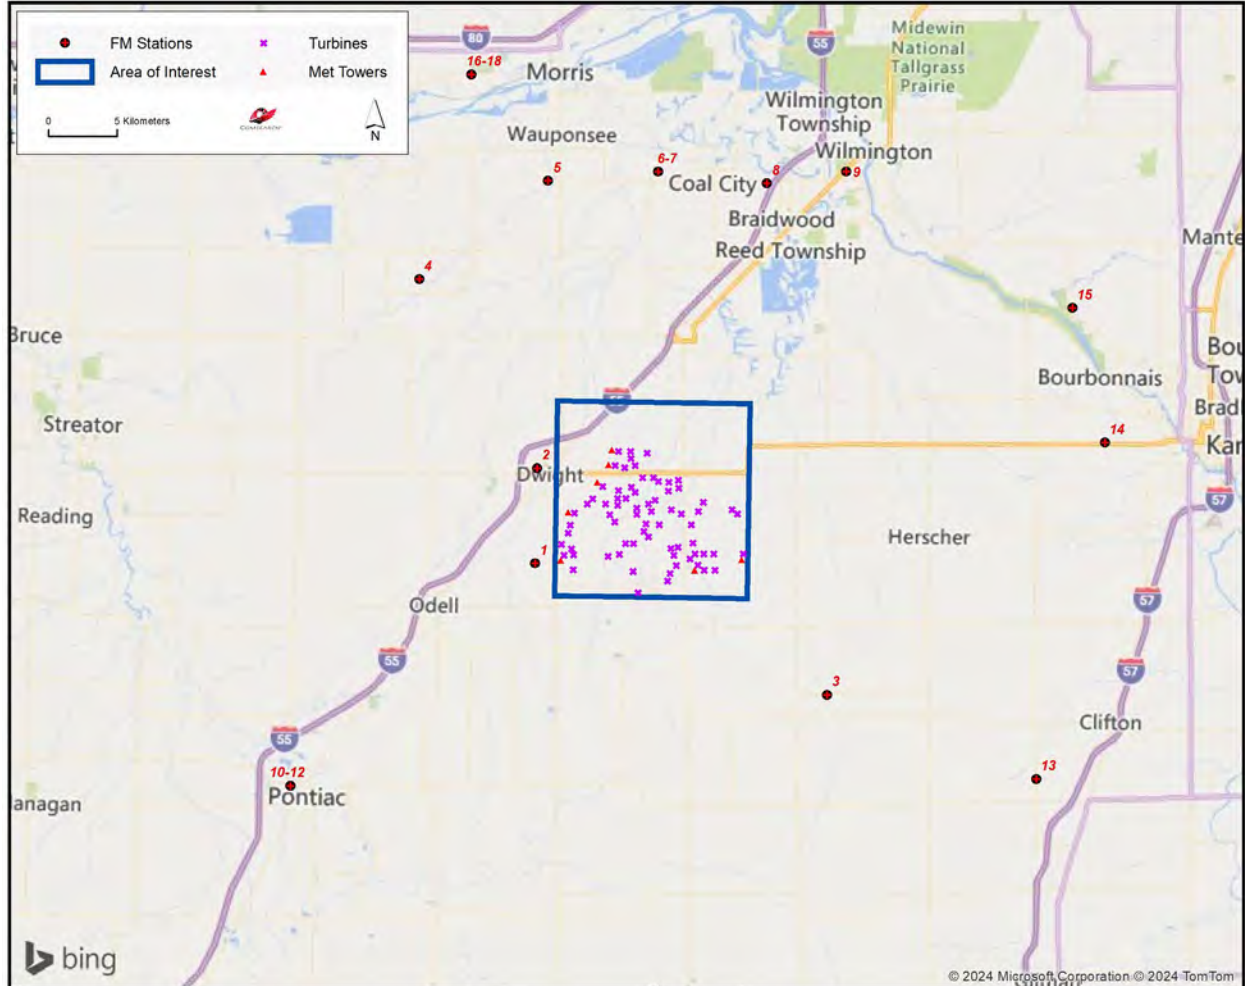 FM Stations
Turbines
Area of Interest
Met Towers
0
5 Kilometers
COMSEARCH
N
80
55
Midewin
National
Tallgrass
Prairie
16-18
Morris
Wilmington
Township
Wauponsee
Wilmington
5
6-7
8
9
Coal City
Braidwood
Reed Township
Mante
4
15
Bruce
Bou
Tow
Bourbonnais
Streator
Bradl
14
Kan
2
Dwight
57
Reading
Herscher
1
57
Odell
55
57
3
Clifton
55
13
10-12
Pontiac
lanagan
bing
© 2024 Microsoft Corporation © 2024 TomTom